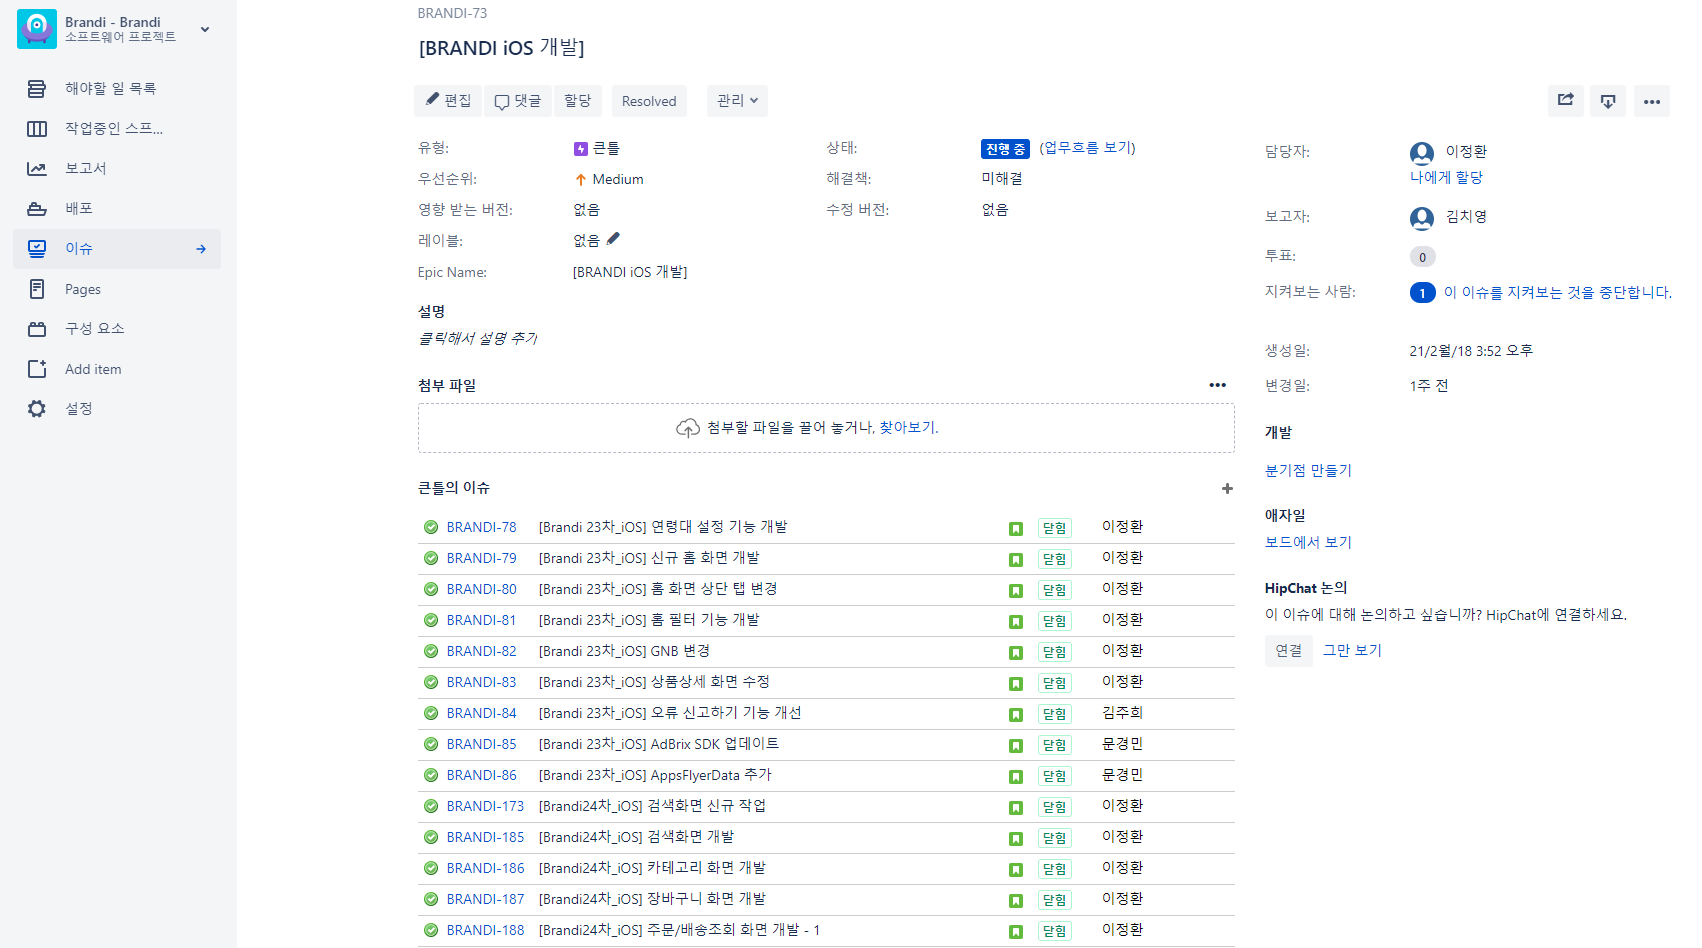 Brandi - Brandi
소프트웨어 프로젝트
해야할 일 목록
작업중인 스프...
보고서
배포
이슈
Pages
구성 요소
Add item
설정
BRANDI-73
[BRANDI iOS 개발]
편집 댓글 할당 Resolved 관리
유형: 큰틀 상태: 진행 중 (업무흐름 보기)
우선순위: Medium 해결책: 미해결
영향 받는 버전: 없음 수정 버전: 없음
레이블: 없음
Epic Name: [BRANDI iOS 개발]
설명
클릭해서 설명 추가
첨부 파일
첨부할 파일을 끌어 놓거나, 찾아보기.
큰틀의 이슈
BRANDI-78 [Brandi 23차_iOS] 연령대 설정 기능 개발 닫힘 이정환
BRANDI-79 [Brandi 23차_iOS] 신규 홈 화면 개발 닫힘 이정환
BRANDI-80 [Brandi 23차_iOS] 홈 화면 상단 탭 변경 닫힘 이정환
BRANDI-81 [Brandi 23차_iOS] 홈 필터 기능 개발 닫힘 이정환
BRANDI-82 [Brandi 23차_iOS] GNB 변경 닫힘 이정환
BRANDI-83 [Brandi 23차_iOS] 상품상세 화면 수정 닫힘 이정환
BRANDI-84 [Brandi 23차_iOS] 오류 신고하기 기능 개선 닫힘 김주희
BRANDI-85 [Brandi 23차_iOS] AdBrix SDK 업데이트 닫힘 문경민
BRANDI-86 [Brandi 23차_iOS] AppsFlyerData 추가 닫힘 문경민
BRANDI-173 [Brandi24차_iOS] 검색화면 신규 작업 닫힘 이정환
BRANDI-185 [Brandi24차_iOS] 검색화면 개발 닫힘 이정환
BRANDI-186 [Brandi24차_iOS] 카테고리 화면 개발 닫힘 이정환
BRANDI-187 [Brandi24차_iOS] 장바구니 화면 개발 닫힘 이정환
BRANDI-188 [Brandi24차_iOS] 주문/배송조회 화면 개발 - 1 닫힘 이정환
담당자: 이정환
나에게 할당
보고자: 김치영
투표: 0
지켜보는 사람: 1 이 이슈를 지켜보는 것을 중단합니다.
생성일: 21/2월/18 3:52 오후
변경일: 1주 전
개발
분기점 만들기
애자일
보드에서 보기
HipChat 논의
이 이슈에 대해 논의하고 싶습니까? HipChat에 연결하세요.
연결 그만 보기